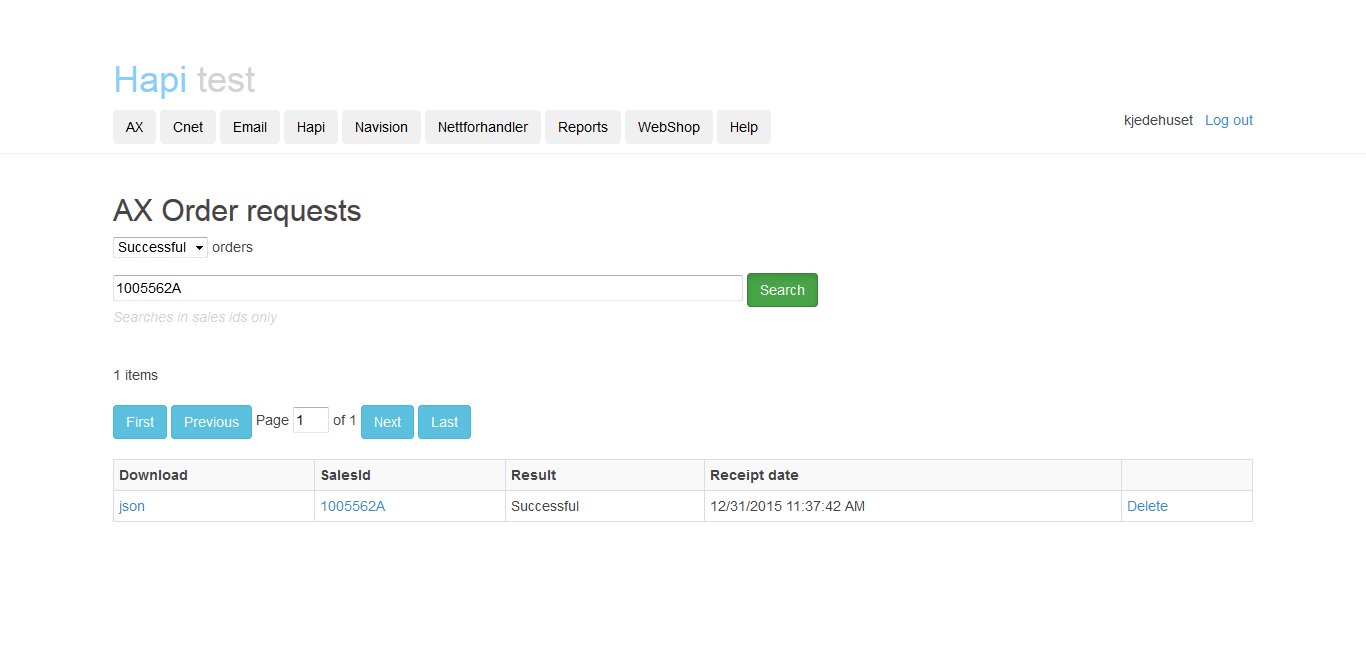 Hapi test
AX Cnet Email Hapi Navision Nettforhandler Reports WebShop Help
kjedehuset Log out
AX Order requests
Successful orders
1005562A Search
Searches in sales ids only
1 items
First Previous Page 1 of 1 Next Last
Download SalesId Result Receipt date
json 1005562A Successful 12/31/2015 11:37:42 AM Delete